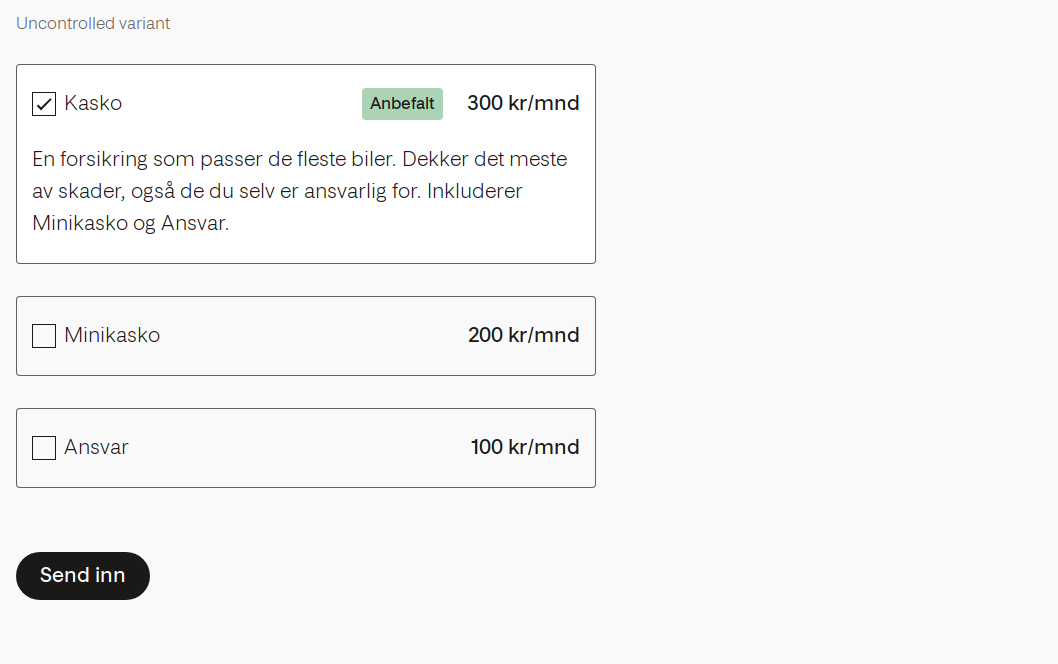 Uncontrolled variant
Kasko Anbefalt 300 kr/mnd
En forsikring som passer de fleste biler. Dekker det meste
av skader, også de du selv er ansvarlig for. Inkluderer
Minikasko og Ansvar.
Minikasko 200 kr/mnd
Ansvar 100 kr/mnd
Send inn